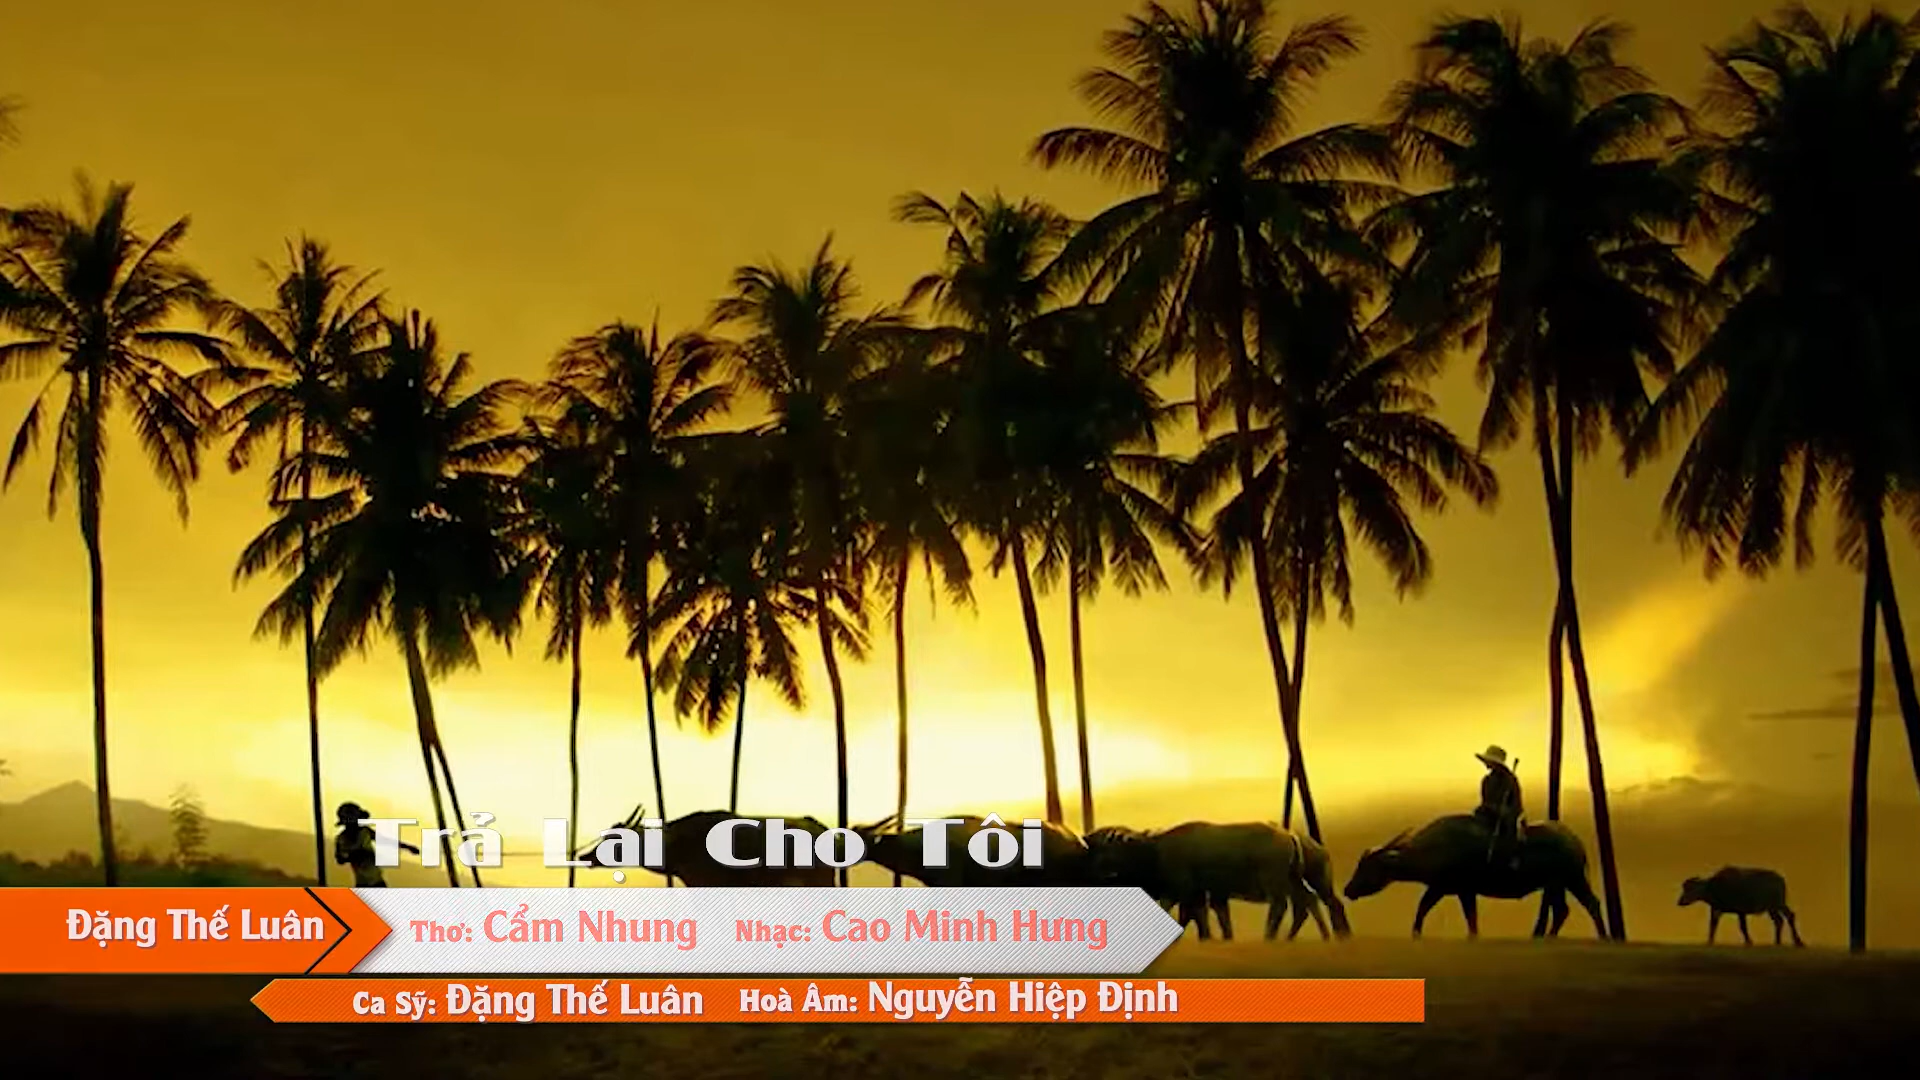 Trả Lại Cho Tôi
Đặng Thế Luân
Thơ: Cẩm Nhung Nhạc: Cao Minh Hưng
Ca Sỹ: Đặng Thế Luân Hoà Âm: Nguyễn Hiệp Định